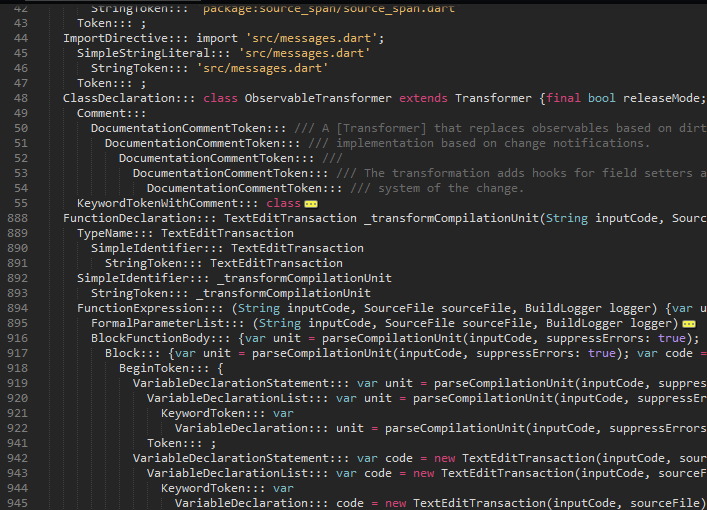 42 StringToken::: 'package:source_span/source_span.dart'
43 Token::: ;
44 ImportDirective::: import 'src/messages.dart';
45 SimpleStringLiteral::: 'src/messages.dart'
46 StringToken::: 'src/messages.dart'
47 Token::: ;
48 ClassDeclaration::: class ObservableTransformer extends Transformer {final bool releaseMode;
49 Comment:::
50 DocumentationCommentToken::: /// A [Transformer] that replaces observables based on dirt
51 DocumentationCommentToken::: /// implementation based on change notifications.
52 DocumentationCommentToken::: ///
53 DocumentationCommentToken::: /// The transformation adds hooks for field setters a
54 DocumentationCommentToken::: /// system of the change.
55 KeywordTokenWithComment::: class
888 FunctionDeclaration::: TextEditTransaction _transformCompilationUnit(String inputCode, Sourc
889 TypeName::: TextEditTransaction
890 SimpleIdentifier::: TextEditTransaction
891 StringToken::: TextEditTransaction
892 SimpleIdentifier::: _transformCompilationUnit
893 StringToken::: _transformCompilationUnit
894 FunctionExpression::: (String inputCode, SourceFile sourceFile, BuildLogger logger) {var u
895 FormalParameterList::: (String inputCode, SourceFile sourceFile, BuildLogger logger)
916 BlockFunctionBody::: {var unit = parseCompilationUnit(inputCode, suppressErrors: true);
917 Block::: {var unit = parseCompilationUnit(inputCode, suppressErrors: true); var code =
918 BeginToken::: {
919 VariableDeclarationStatement::: var unit = parseCompilationUnit(inputCode, suppres
920 VariableDeclarationList::: var unit = parseCompilationUnit(inputCode, suppressEr
921 KeywordToken::: var
922 VariableDeclaration::: unit = parseCompilationUnit(inputCode, suppressErrors
941 Token::: ;
942 VariableDeclarationStatement::: var code = new TextEditTransaction(inputCode, sour
943 VariableDeclarationList::: var code = new TextEditTransaction(inputCode, sourceF
944 KeywordToken::: var
945 VariableDeclaration::: code = new TextEditTransaction(inputCode, sourceFile)